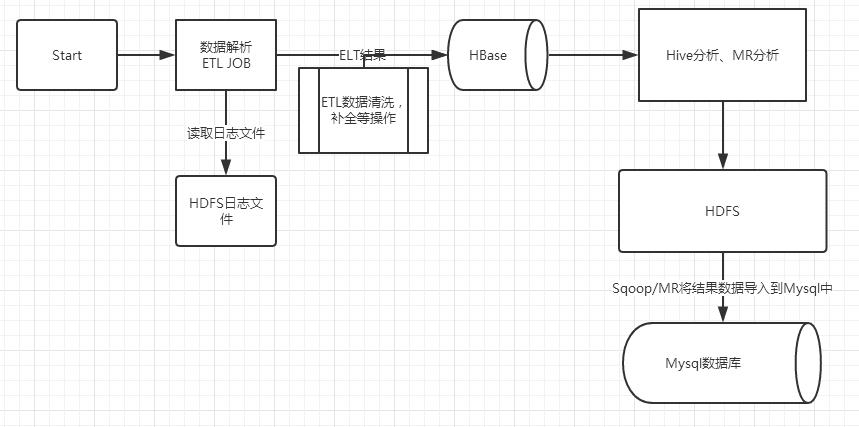 Start
数据解析
ETL JOB
ELT结果
HBase
Hive分析、MR分析
ETL数据清洗，
补全等操作
读取日志文件
HDFS日志文
件
HDFS
Sqoop/MR将结果数据导入到Mysql中
Mysql数据库